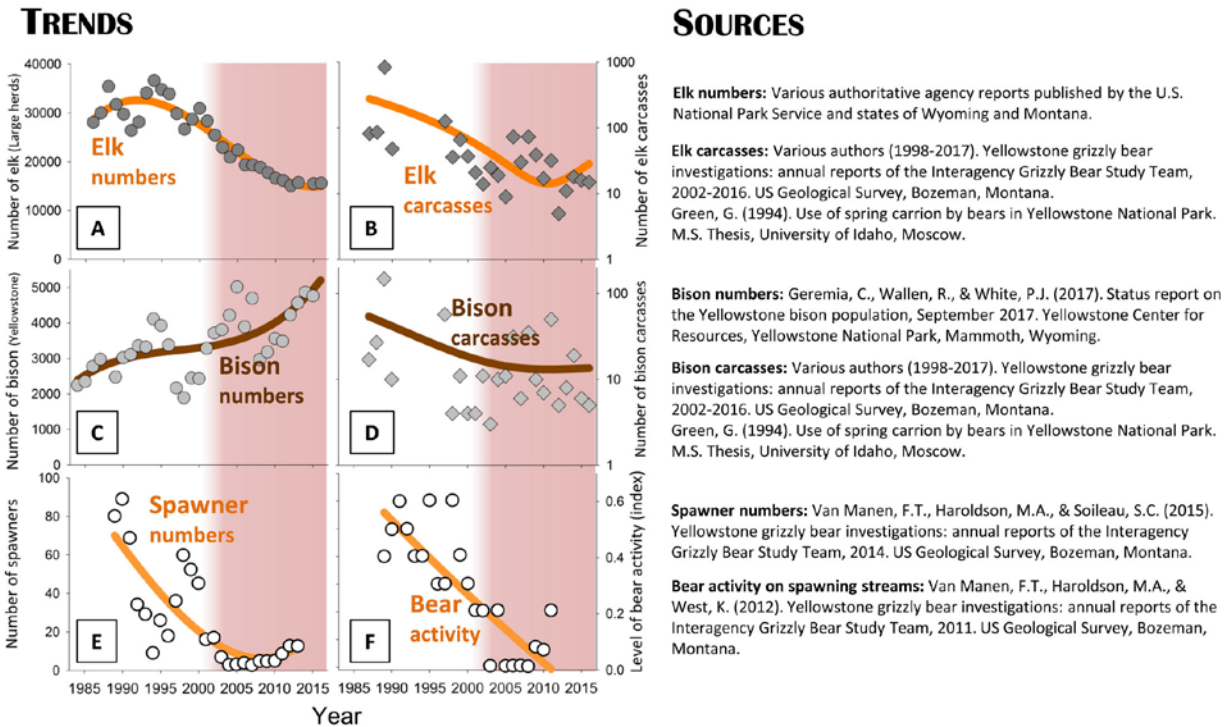 TRENDS
SOURCES
40000
30000
20000
10000
0
Number of elk (Large herds)
Elk
numbers
A
1000
100
10
1
Number of elk carcasses
Elk
carcasses
B
5000
4000
3000
2000
1000
0
Number of bison (Yellowstone)
Bison
numbers
C
100
10
1
Number of bison carcasses
Bison
carcasses
D
100
80
60
40
20
0
Number of spawners
Spawner
numbers
E
0.6
0.4
0.2
0.0
Level of bear activity (index)
Bear
activity
F
1985 1990 1995 2000 2005 2010 2015
1985 1990 1995 2000 2005 2010 2015
Year
Elk numbers: Various authoritative agency reports published by the U.S.
National Park Service and states of Wyoming and Montana.
Elk carcasses: Various authors (1998-2017). Yellowstone grizzly bear
investigations: annual reports of the Interagency Grizzly Bear Study Team,
2002-2016. US Geological Survey, Bozeman, Montana.
Green, G. (1994). Use of spring carrion by bears in Yellowstone National Park.
M.S. Thesis, University of Idaho, Moscow.
Bison numbers: Geremia, C., Wallen, R., & White, P.J. (2017). Status report on
the Yellowstone bison population, September 2017. Yellowstone Center for
Resources, Yellowstone National Park, Mammoth, Wyoming.
Bison carcasses: Various authors (1998-2017). Yellowstone grizzly bear
investigations: annual reports of the Interagency Grizzly Bear Study Team,
2002-2016. US Geological Survey, Bozeman, Montana.
Green, G. (1994). Use of spring carrion by bears in Yellowstone National Park.
M.S. Thesis, University of Idaho, Moscow.
Spawner numbers: Van Manen, F.T., Haroldson, M.A., & Soileau, S.C. (2015).
Yellowstone grizzly bear investigations: annual reports of the Interagency
Grizzly Bear Study Team, 2014. US Geological Survey, Bozeman, Montana.
Bear activity on spawning streams: Van Manen, F.T., Haroldson, M.A., &
West, K. (2012). Yellowstone grizzly bear investigations: annual reports of the
Interagency Grizzly Bear Study Team, 2011. US Geological Survey, Bozeman,
Montana.